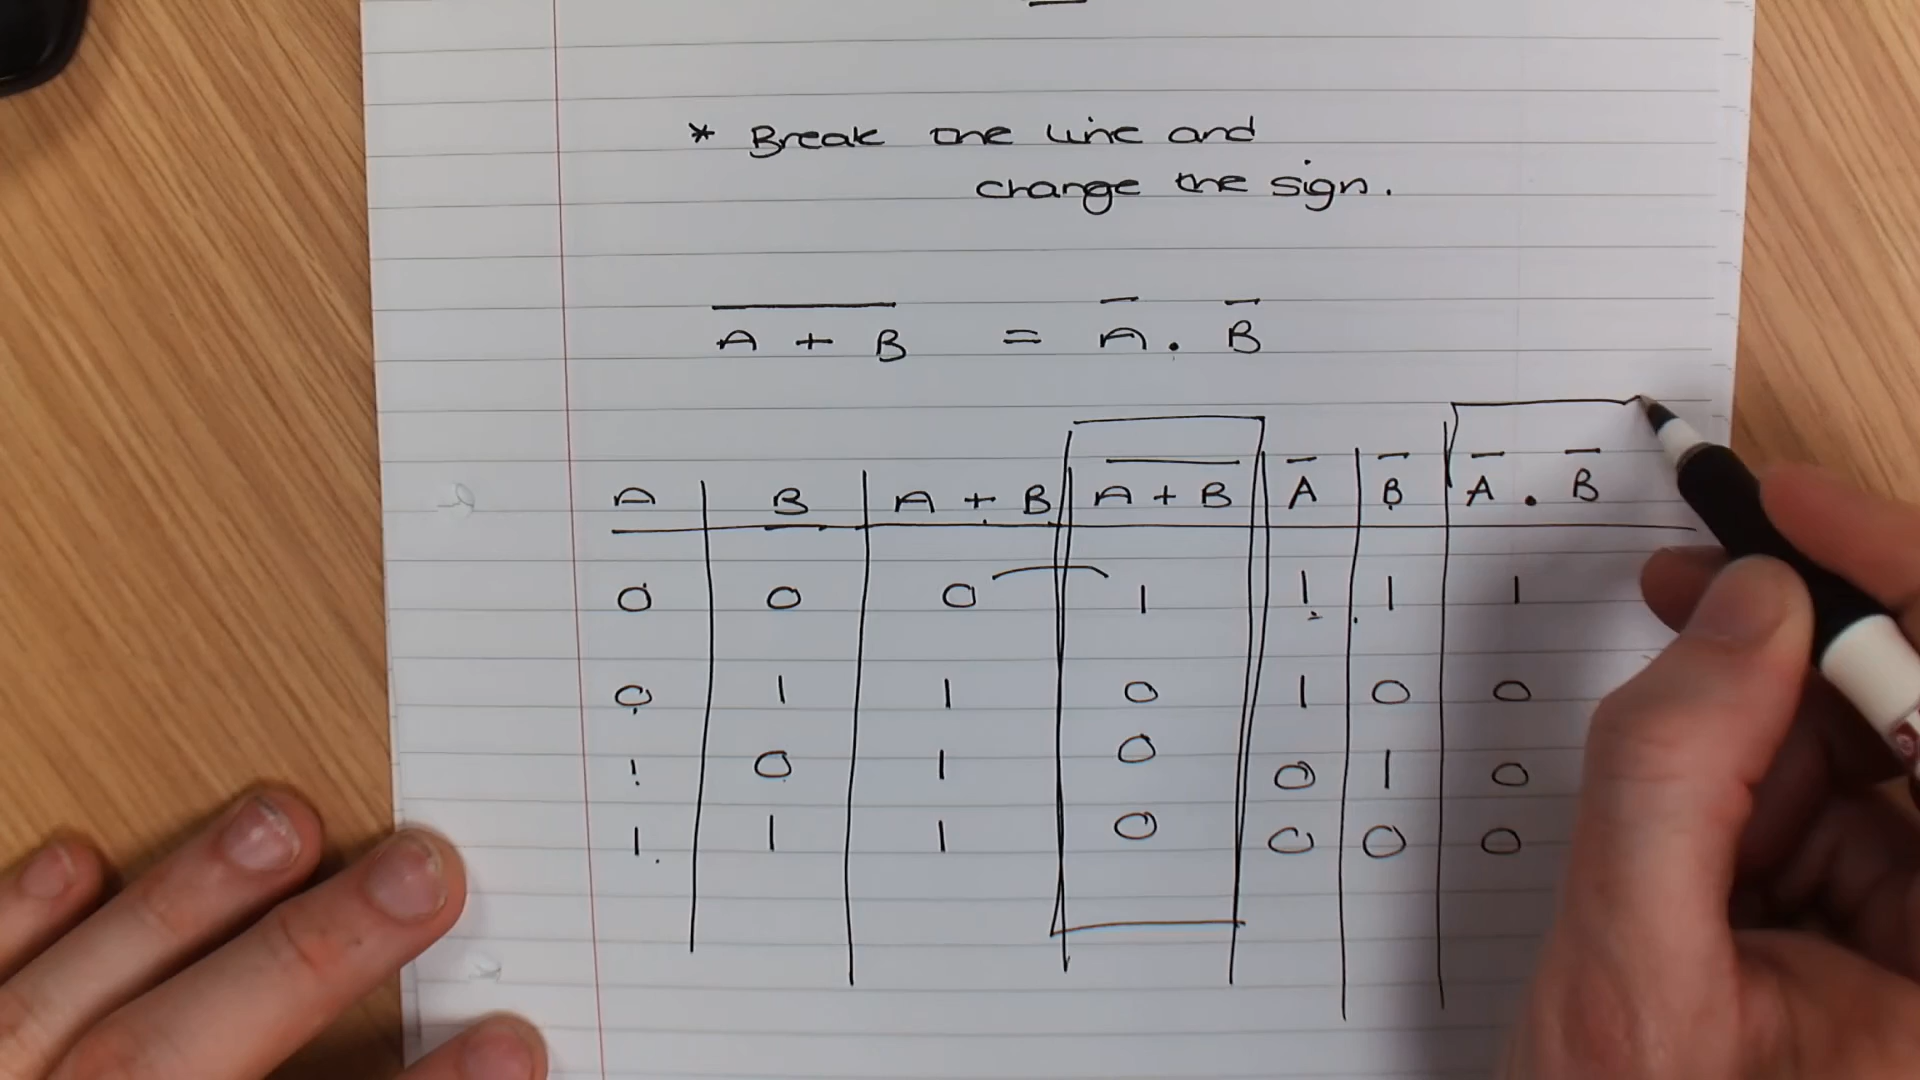 * Break the line and
change the sign.
A̅ ̅+̅ ̅B̅ = A̅ . B̅
A B A + B A̅ ̅+̅ ̅B̅ A̅ B̅ A̅ . B̅
0 0 0 1 1 1 1
0 1 1 0 1 0 0
1 0 1 0 0 1 0
1 1 1 0 0 0 0